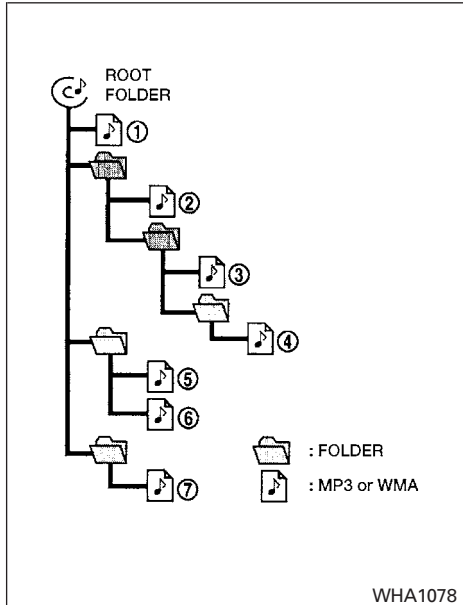 ROOT
FOLDER
①
②
③
④
⑤
⑥
⑦
: FOLDER
: MP3 or WMA
WHA1078